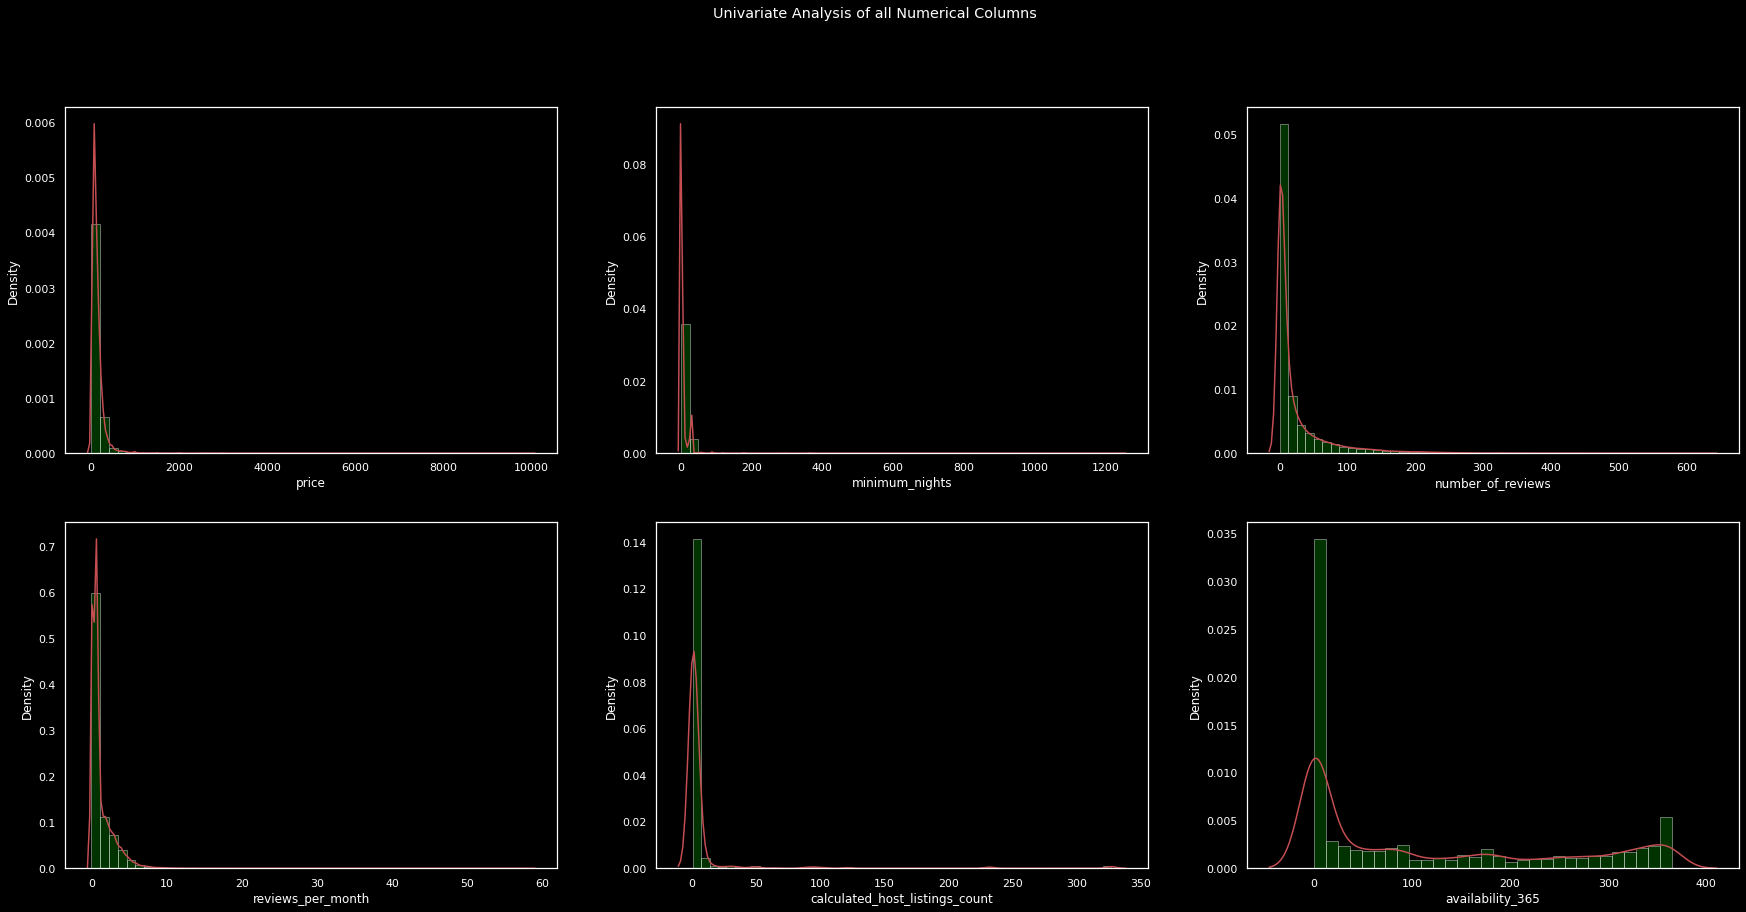 Univariate Analysis of all Numerical Columns
0.006
0.005
0.004
0.003
0.002
0.001
0.000
Density
0 2000 4000 6000 8000 10000
price
0.08
0.06
0.04
0.02
0.00
Density
0 200 400 600 800 1000 1200
minimum_nights
0.05
0.04
0.03
0.02
0.01
0.00
Density
0 100 200 300 400 500 600
number_of_reviews
0.7
0.6
0.5
0.4
0.3
0.2
0.1
0.0
Density
0 10 20 30 40 50 60
reviews_per_month
0.14
0.12
0.10
0.08
0.06
0.04
0.02
0.00
Density
0 50 100 150 200 250 300 350
calculated_host_listings_count
0.035
0.030
0.025
0.020
0.015
0.010
0.005
0.000
Density
0 100 200 300 400
availability_365